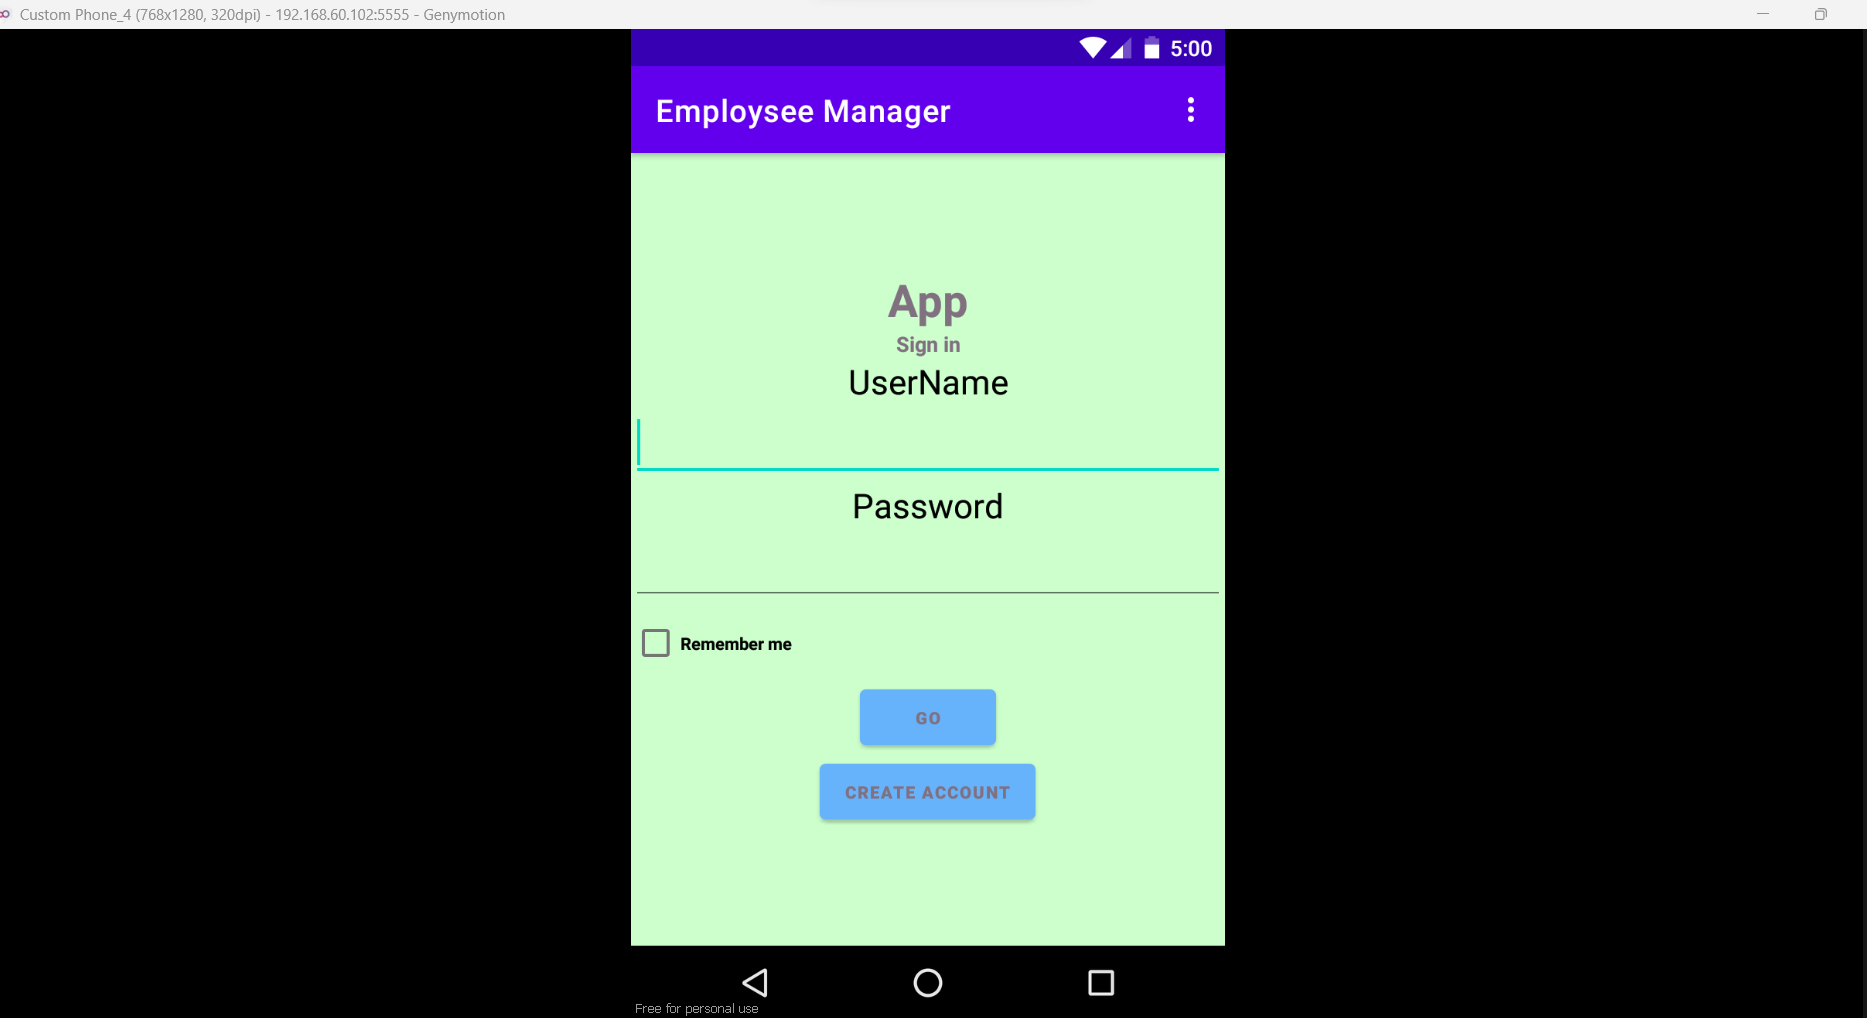 Custom Phone_4 (768x1280, 320dpi) - 192.168.60.102:5555 - Genymotion
5:00
Employsee Manager
App
Sign in
UserName
Password
Remember me
GO
CREATE ACCOUNT
Free for personal use